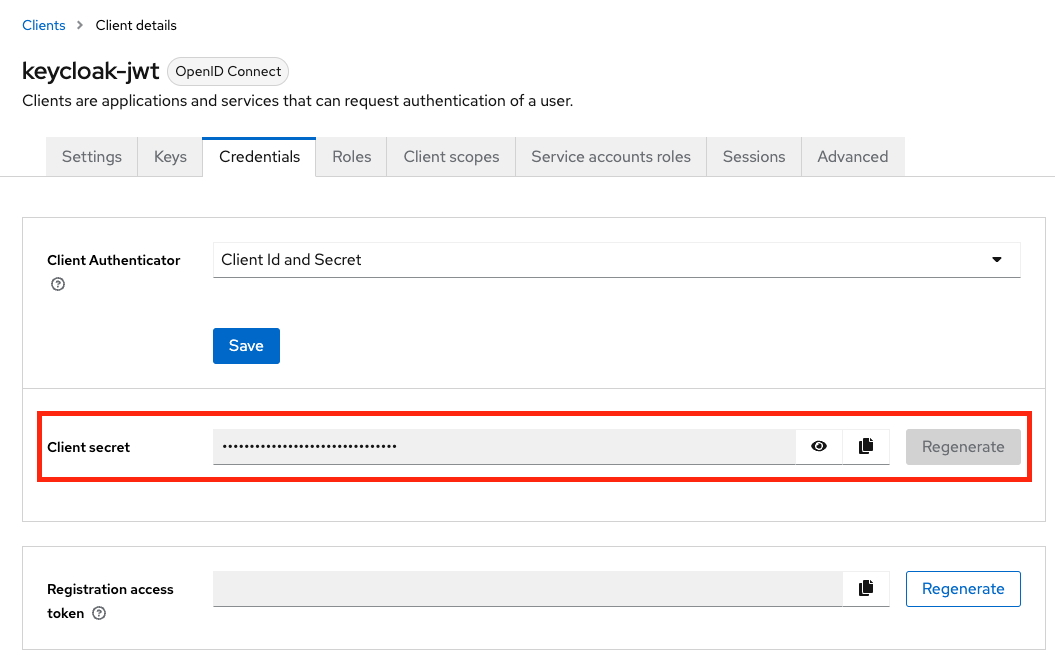 Clients > Client details
keycloak-jwt OpenID Connect
Clients are applications and services that can request authentication of a user.
Settings Keys Credentials Roles Client scopes Service accounts roles Sessions Advanced
Client Authenticator Client Id and Secret
Save
Client secret •••••••••••••••••••••••••••••••• Regenerate
Registration access Regenerate
token